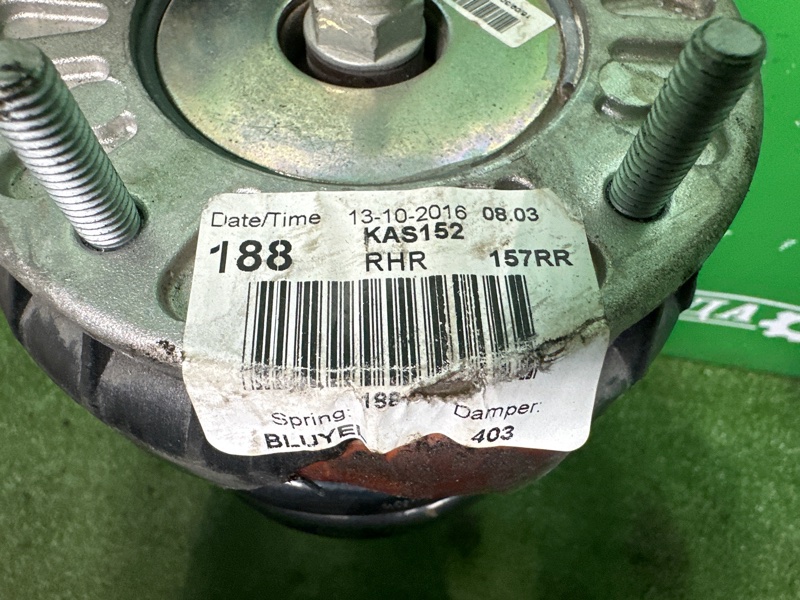 Date/Time 13-10-2016 08.03
KAS152
188 RHR 157RR
188
Spring: Damper:
BLUYEL 403